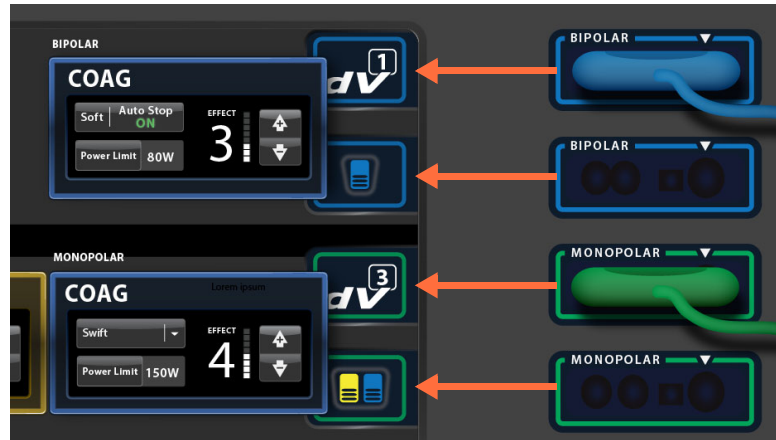 BIPOLAR
COAG
Soft
Auto Stop
ON
Power Limit 80W
EFFECT
3
1
dV
BIPOLAR
BIPOLAR
MONOPOLAR
COAG
Lorem ipsum
Swift
Power Limit 150W
EFFECT
4
3
dV
MONOPOLAR
MONOPOLAR